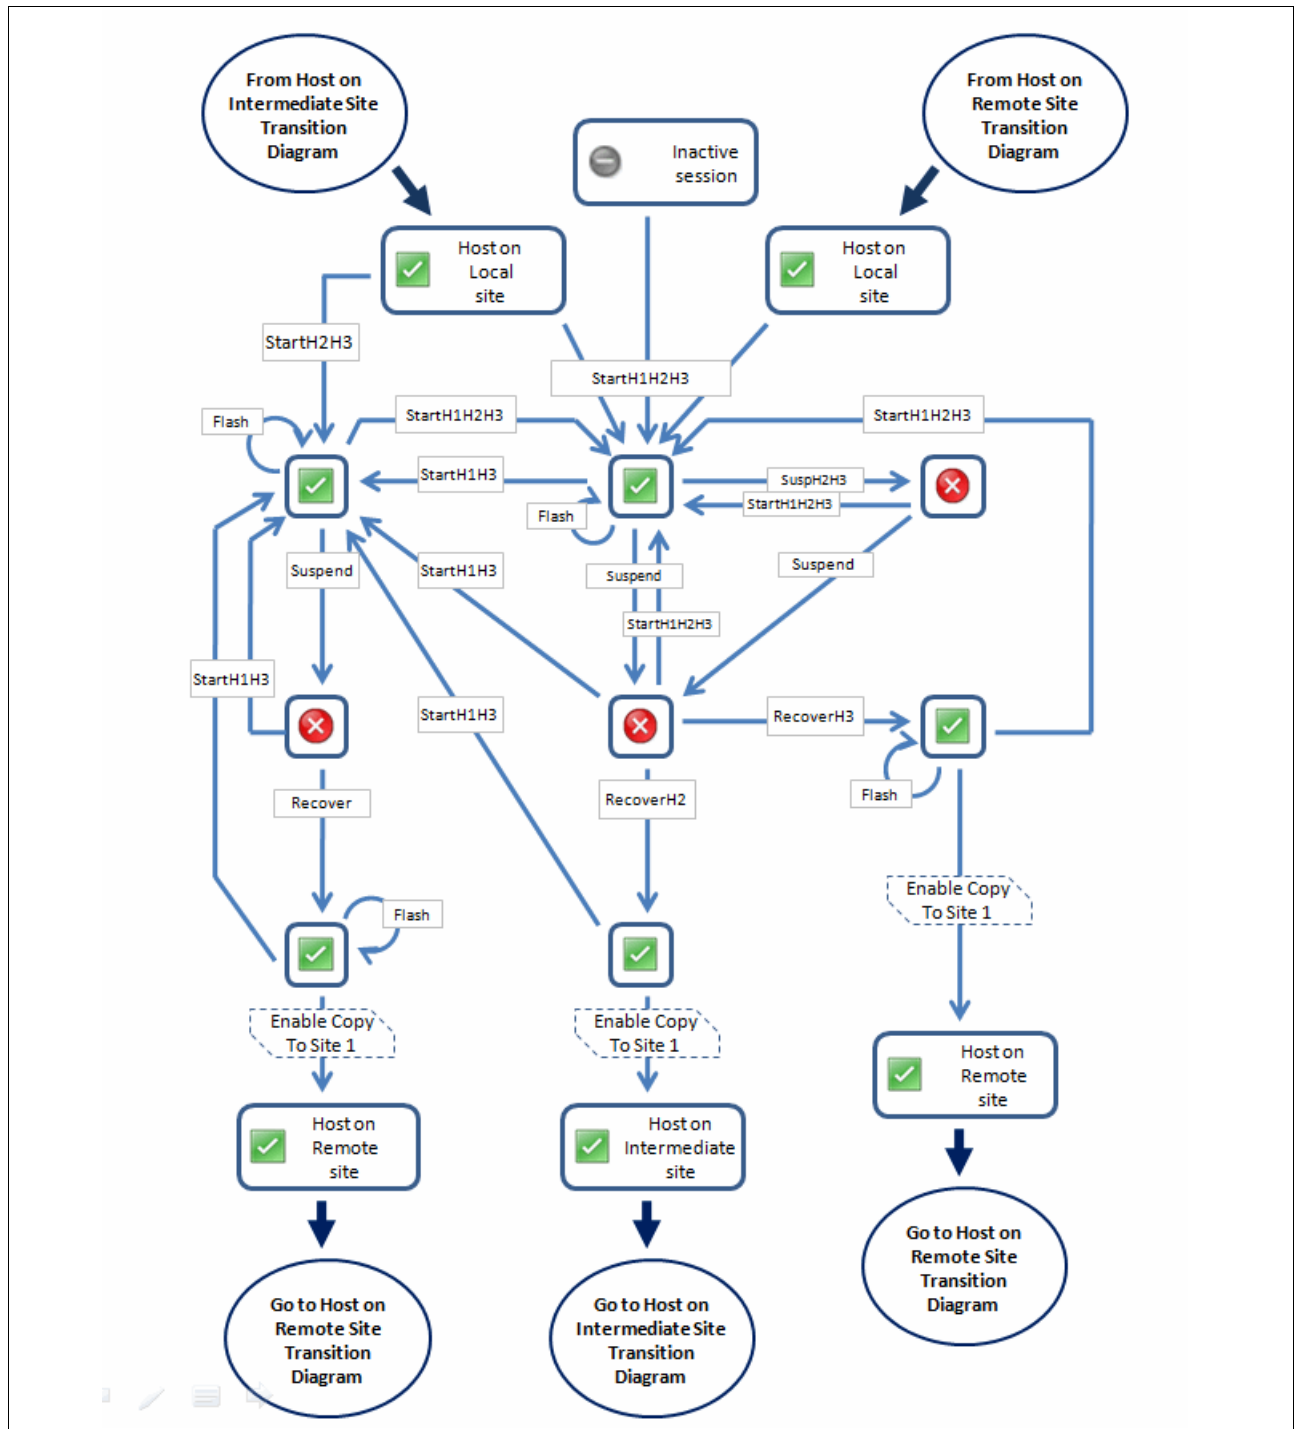 From Host on
Intermediate Site
Transition
Diagram
From Host on
Remote Site
Transition
Diagram
Inactive
session
Host on
Local
site
Host on
Local
site
StartH2H3
StartH1H2H3
Flash
StartH1H2H3
StartH1H2H3
StartH1H3
SuspH2H3
StartH1H2H3
Flash
Suspend
StartH1H3
Suspend
Suspend
StartH1H2H3
StartH1H3
StartH1H3
RecoverH3
Recover
RecoverH2
Flash
Flash
Enable Copy
To Site 1
Enable Copy
To Site 1
Enable Copy
To Site 1
Host on
Remote
site
Host on
Remote
site
Host on
Intermediate
site
Go to Host on
Remote Site
Transition
Diagram
Go to Host on
Remote Site
Transition
Diagram
Go to Host on
Intermediate Site
Transition
Diagram